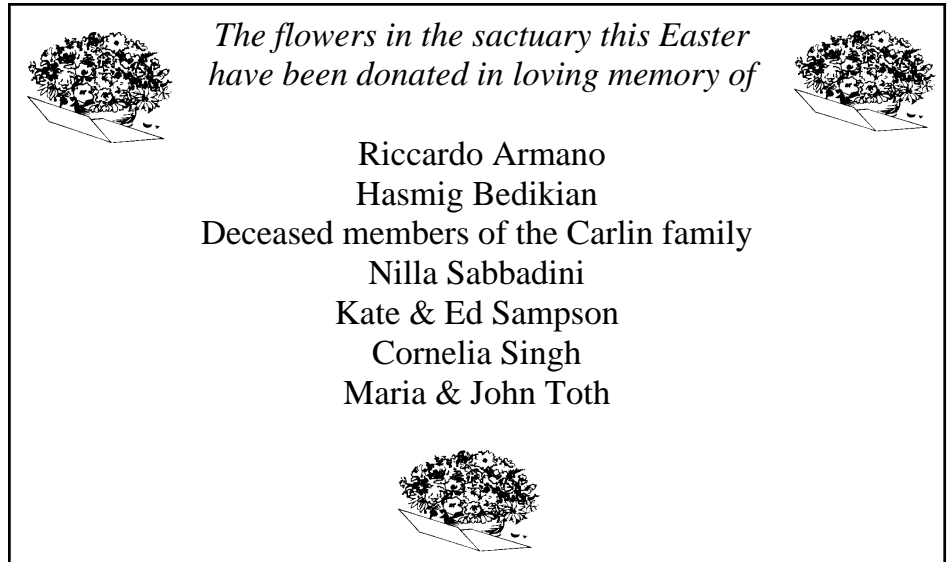 The flowers in the sactuary this Easter
have been donated in loving memory of
Riccardo Armano
Hasmig Bedikian
Deceased members of the Carlin family
Nilla Sabbadini
Kate & Ed Sampson
Cornelia Singh
Maria & John Toth